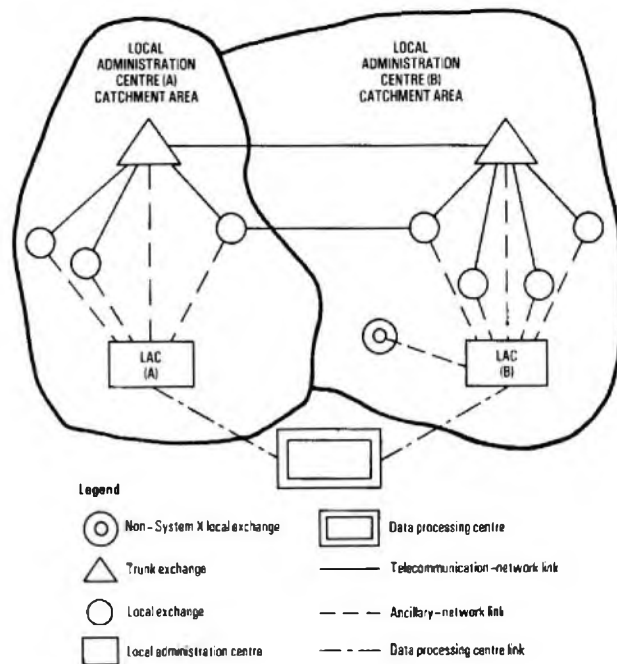 LOCAL
ADMINISTRATION
CENTRE (A)
CATCHMENT AREA
LOCAL
ADMINISTRATION
CENTRE (B)
CATCHMENT AREA
LAC
(A)
LAC
(B)
Legend
Non-System X local exchange
Data processing centre
Trunk exchange
Telecommunication-network link
Local exchange
Ancillary-network link
Local administration centre
Data processing centre link